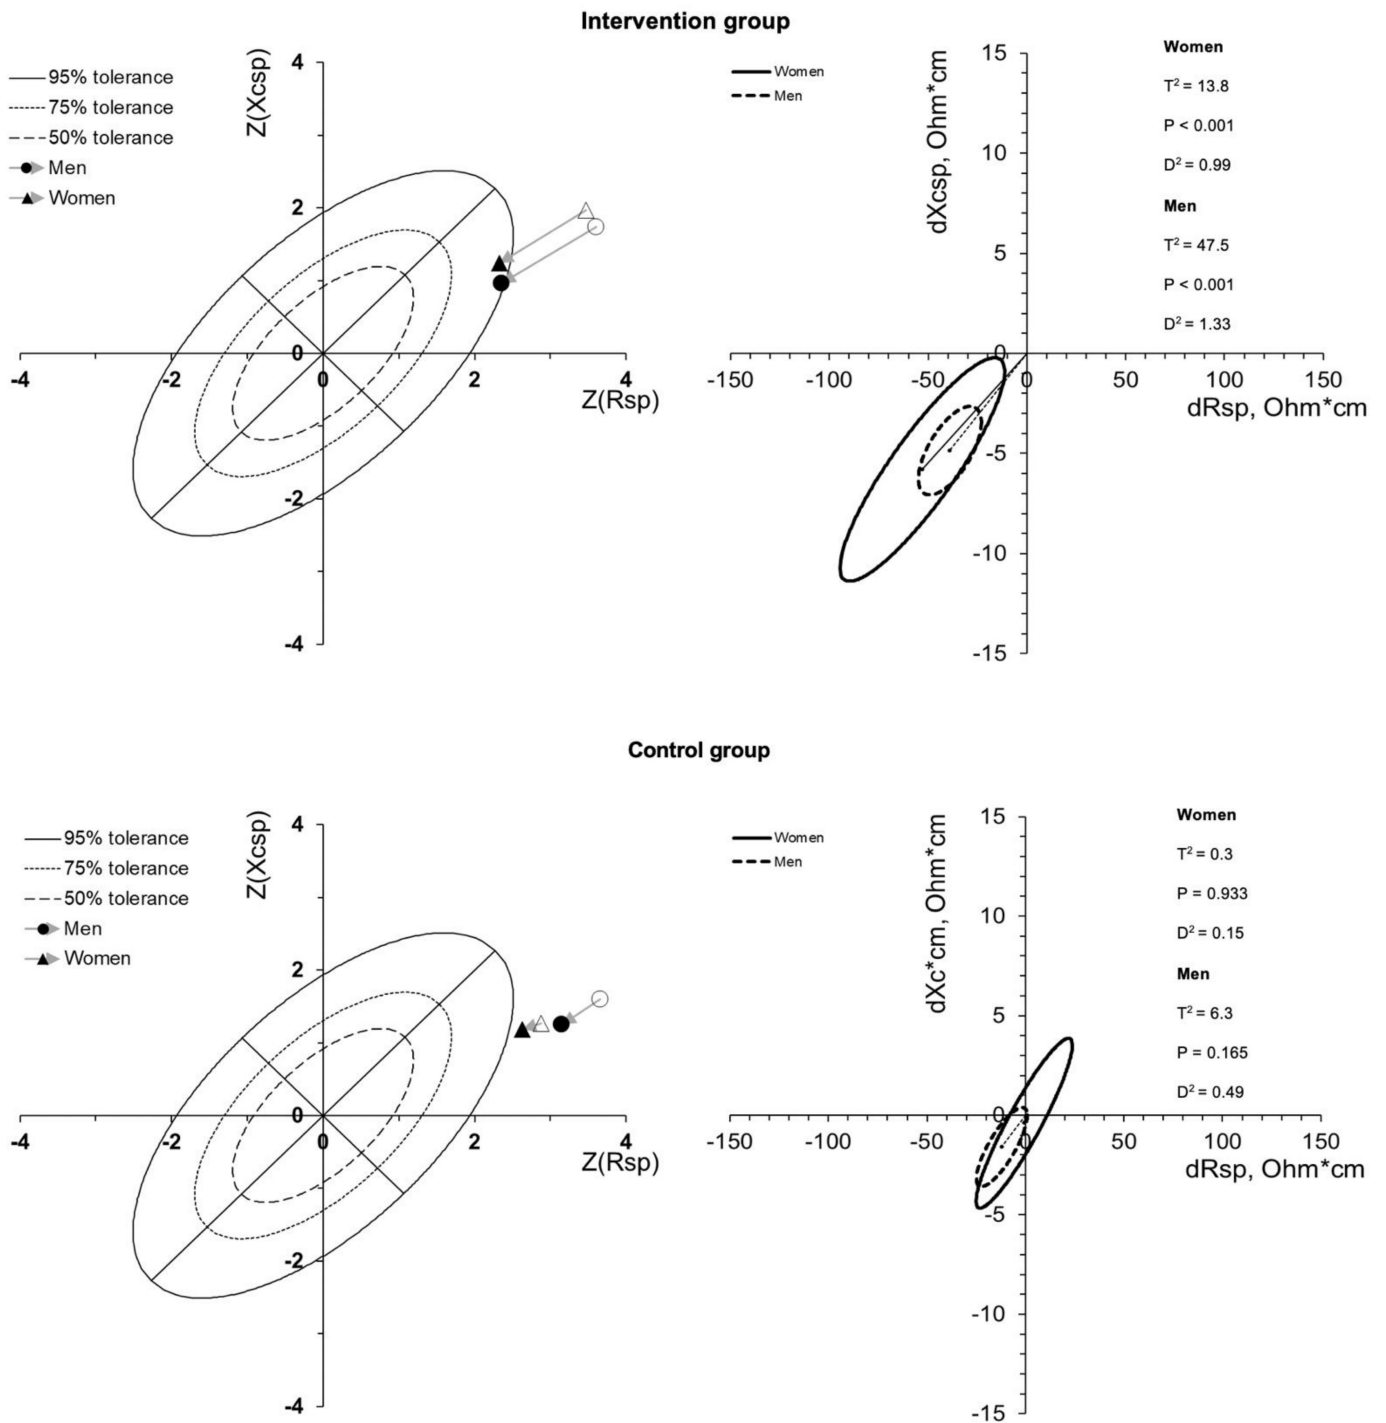 Intervention group
95% tolerance
75% tolerance
50% tolerance
Men
Women
Z(Xcsp)
4
2
0
-2
-4
-4
-2
0
2
4
Z(Rsp)
Women
Men
dXcsp, Ohm*cm
15
10
5
0
-5
-10
-15
-150
-100
-50
0
50
100
150
dRsp, Ohm*cm
Women
T² = 13.8
P < 0.001
D² = 0.99
Men
T² = 47.5
P < 0.001
D² = 1.33
Control group
95% tolerance
75% tolerance
50% tolerance
Men
Women
Z(Xcsp)
4
2
0
-2
-4
-4
-2
0
2
4
Z(Rsp)
Women
Men
dXc*cm, Ohm*cm
15
10
5
0
-5
-10
-15
-150
-100
-50
0
50
100
150
dRsp, Ohm*cm
Women
T² = 0.3
P = 0.933
D² = 0.15
Men
T² = 6.3
P = 0.165
D² = 0.49